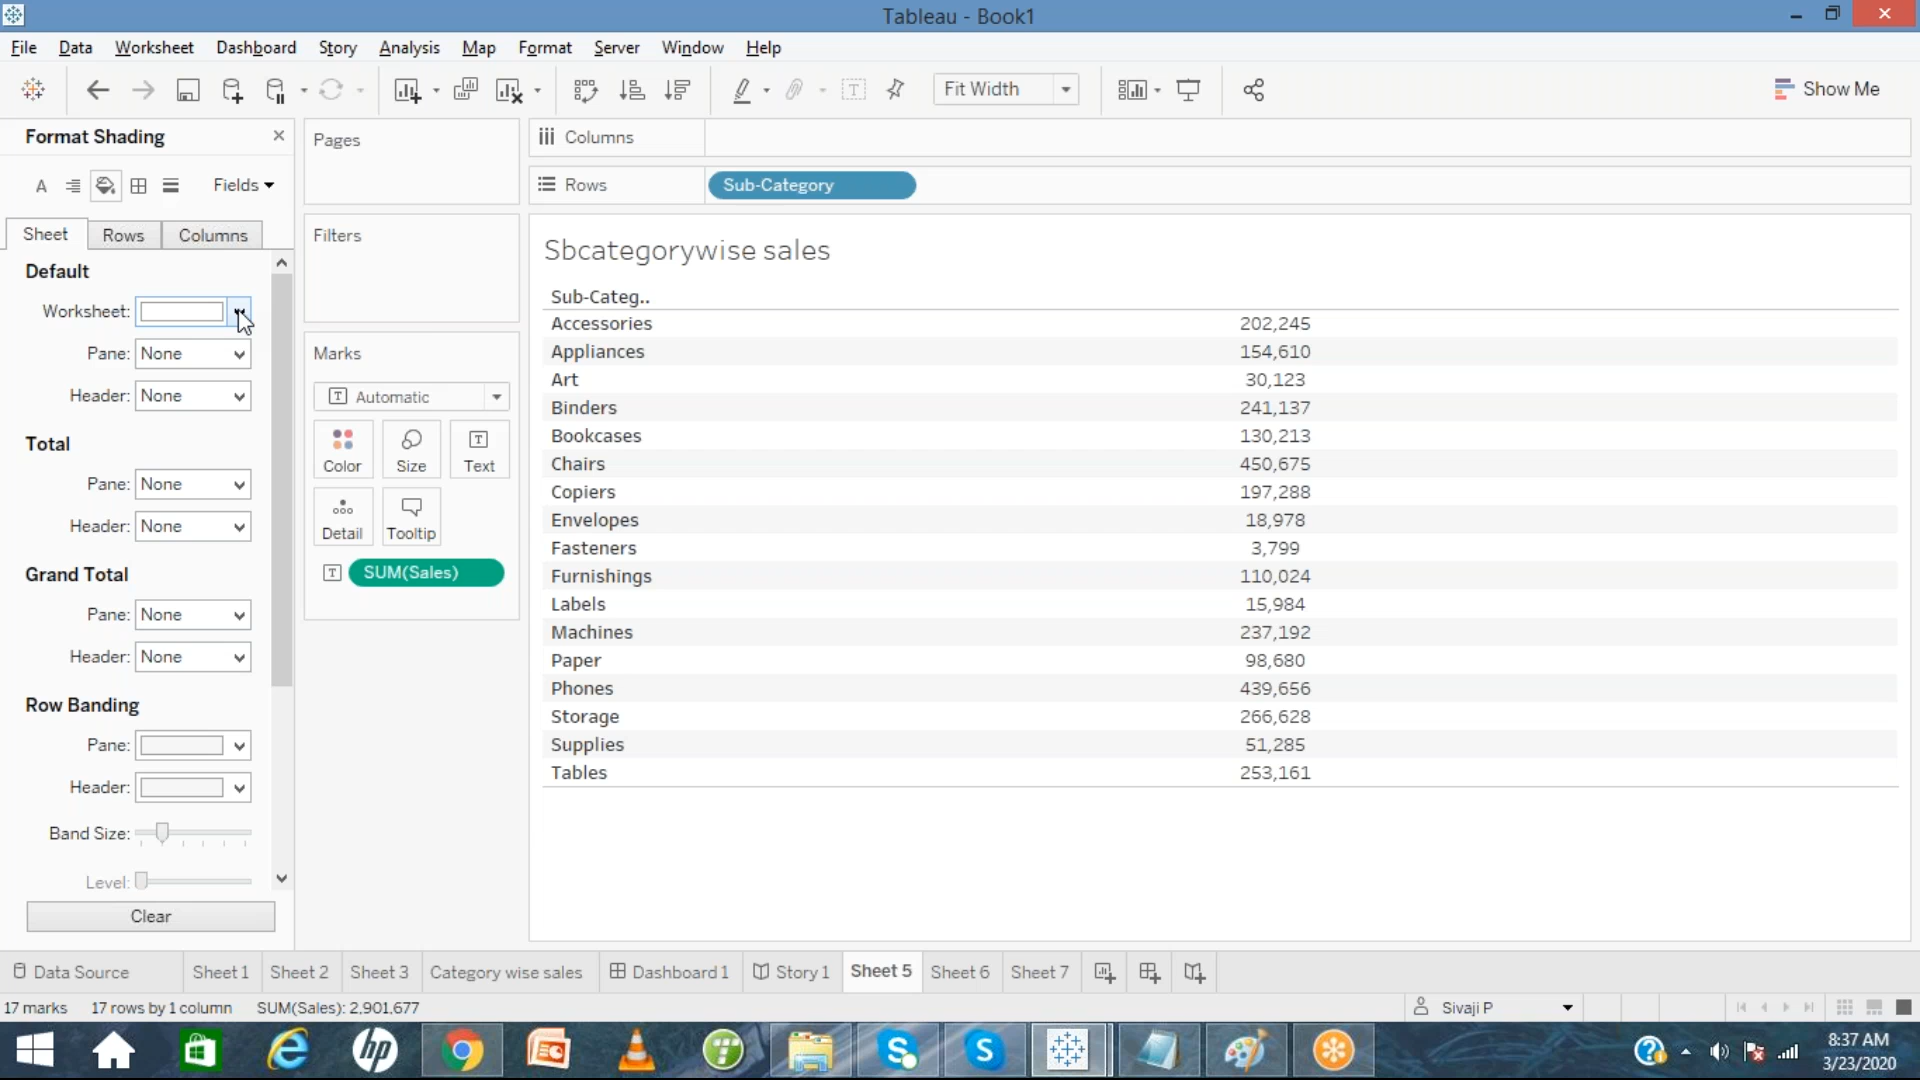 Tableau - Book1
File Data Worksheet Dashboard Story Analysis Map Format Server Window Help
Fit Width
Show Me
Format Shading
Fields
Sheet Rows Columns
Default
Worksheet:
Pane: None
Header: None
Total
Pane: None
Header: None
Grand Total
Pane: None
Header: None
Row Banding
Pane:
Header:
Band Size:
Level:
Clear
Pages
Filters
Marks
Automatic
Color Size Text
Detail Tooltip
SUM(Sales)
Columns
Rows Sub-Category
Sbcategorywise sales
Sub-Categ..
Accessories 202,245
Appliances 154,610
Art 30,123
Binders 241,137
Bookcases 130,213
Chairs 450,675
Copiers 197,288
Envelopes 18,978
Fasteners 3,799
Furnishings 110,024
Labels 15,984
Machines 237,192
Paper 98,680
Phones 439,656
Storage 266,628
Supplies 51,285
Tables 253,161
Data Source Sheet 1 Sheet 2 Sheet 3 Category wise sales Dashboard 1 Story 1 Sheet 5 Sheet 6 Sheet 7
17 marks 17 rows by 1 column SUM(Sales): 2,901,677 Sivaji P
8:37 AM
3/23/2020